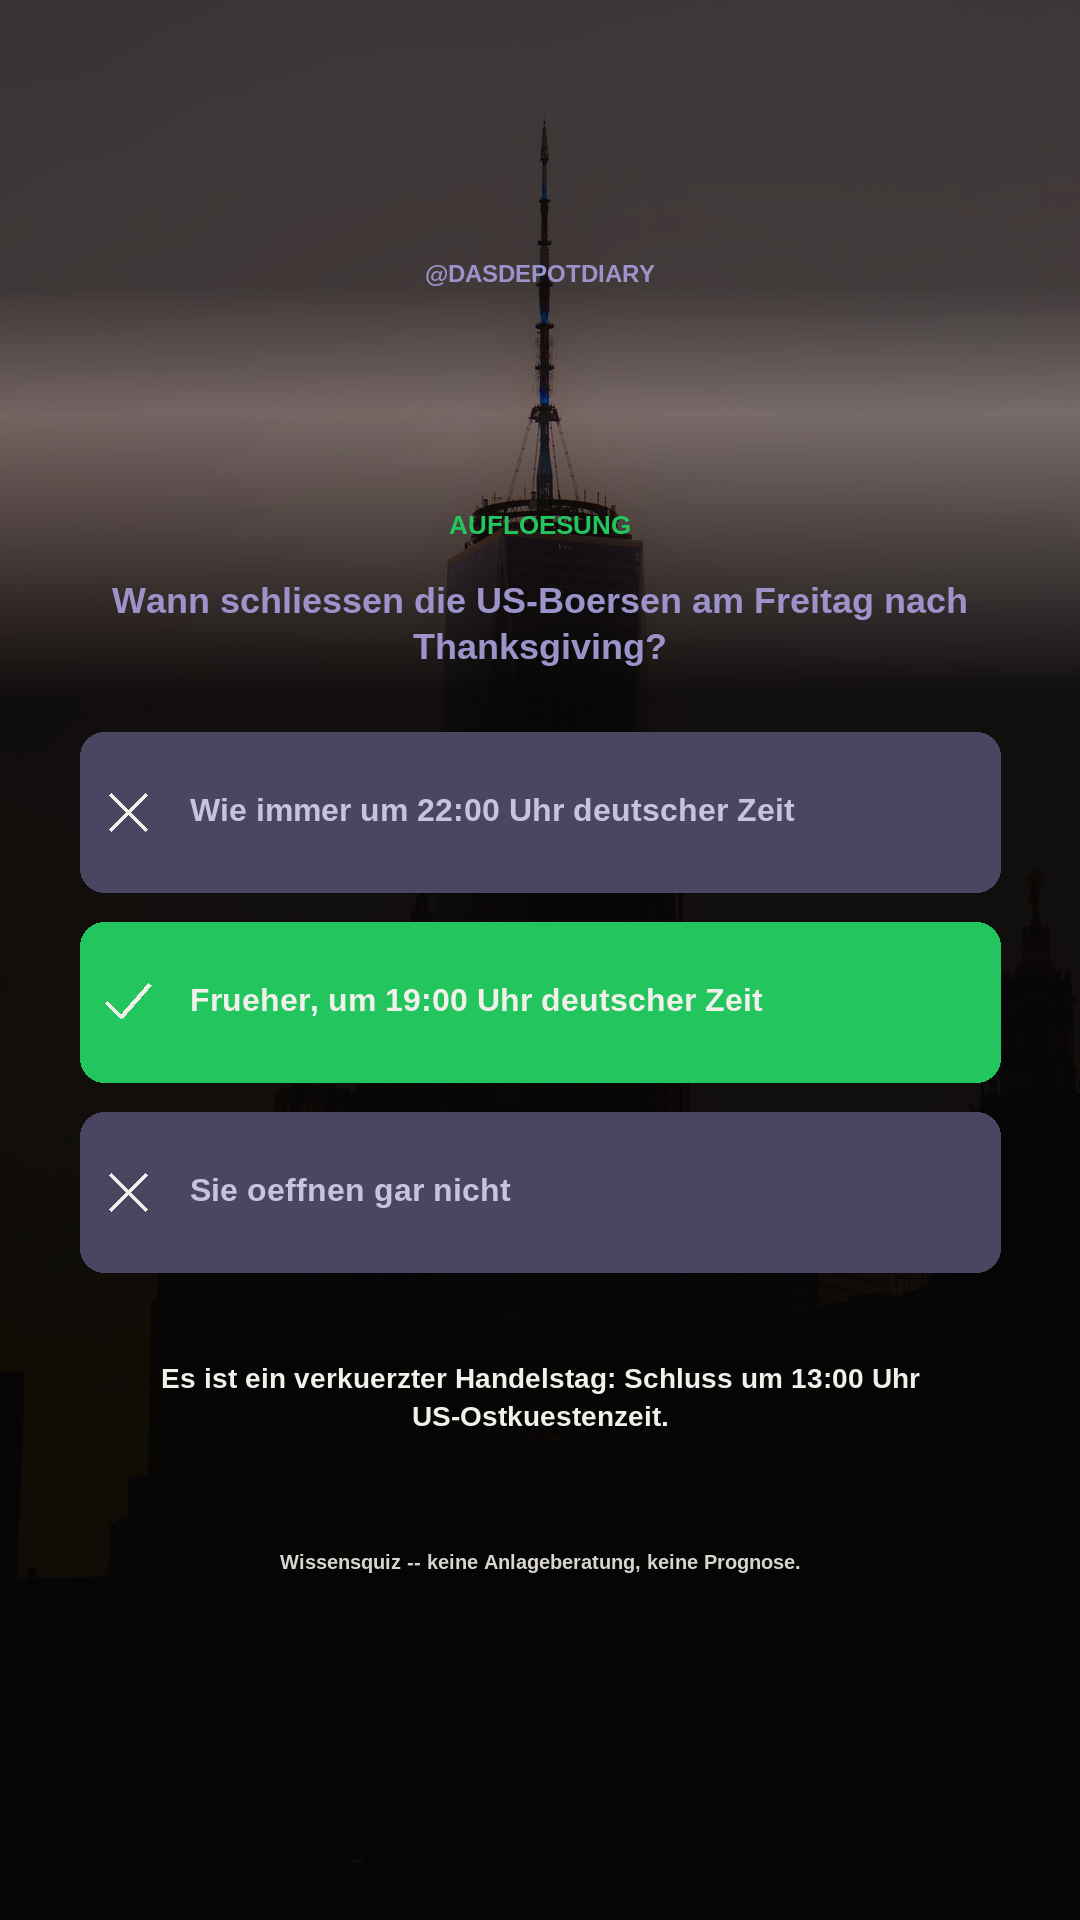 @DASDEPOTDIARY
AUFLOESUNG
Wann schliessen die US-Boersen am Freitag nach
Thanksgiving?
Wie immer um 22:00 Uhr deutscher Zeit
Frueher, um 19:00 Uhr deutscher Zeit
Sie oeffnen gar nicht
Es ist ein verkuerzter Handelstag: Schluss um 13:00 Uhr
US-Ostkuestenzeit.
Wissensquiz -- keine Anlageberatung, keine Prognose.